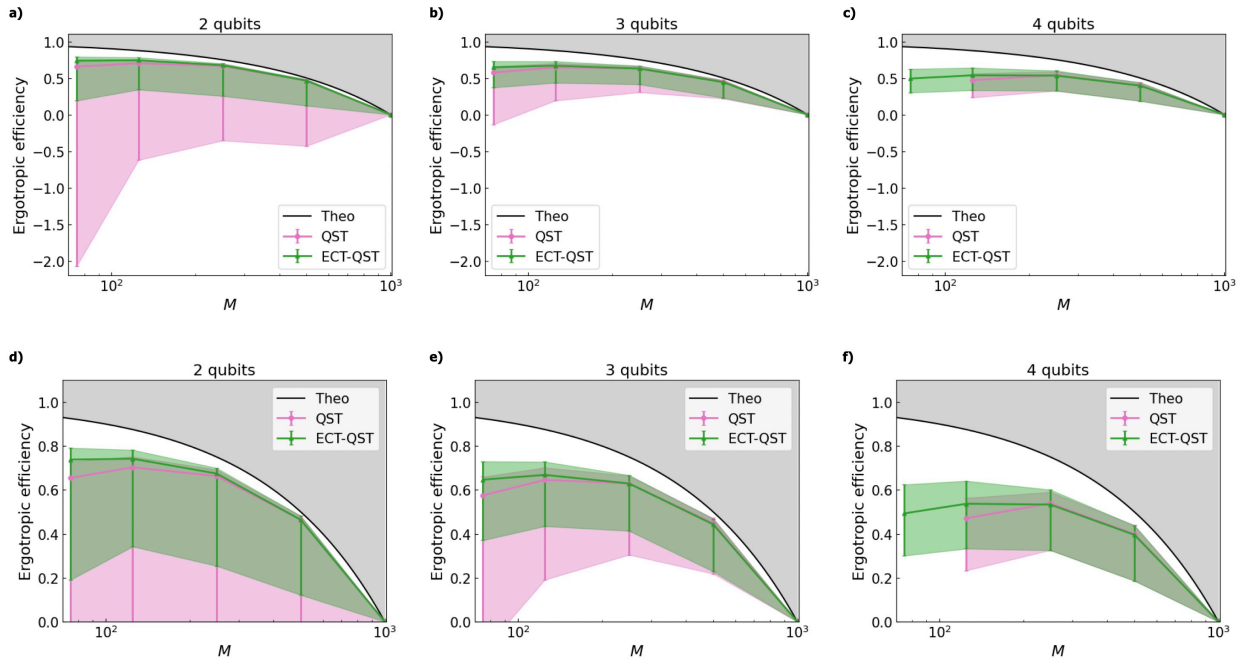 a)
2 qubits
Ergotropic efficiency
1.0
0.5
0.0
−0.5
−1.0
−1.5
−2.0
Theo
QST
ECT-QST
10²
10³
M
b)
3 qubits
Ergotropic efficiency
1.0
0.5
0.0
−0.5
−1.0
−1.5
−2.0
Theo
QST
ECT-QST
10²
10³
M
c)
4 qubits
Ergotropic efficiency
1.0
0.5
0.0
−0.5
−1.0
−1.5
−2.0
Theo
QST
ECT-QST
10²
10³
M
d)
2 qubits
Ergotropic efficiency
1.0
0.8
0.6
0.4
0.2
0.0
Theo
QST
ECT-QST
10²
10³
M
e)
3 qubits
Ergotropic efficiency
1.0
0.8
0.6
0.4
0.2
0.0
Theo
QST
ECT-QST
10²
10³
M
f)
4 qubits
Ergotropic efficiency
1.0
0.8
0.6
0.4
0.2
0.0
Theo
QST
ECT-QST
10²
10³
M